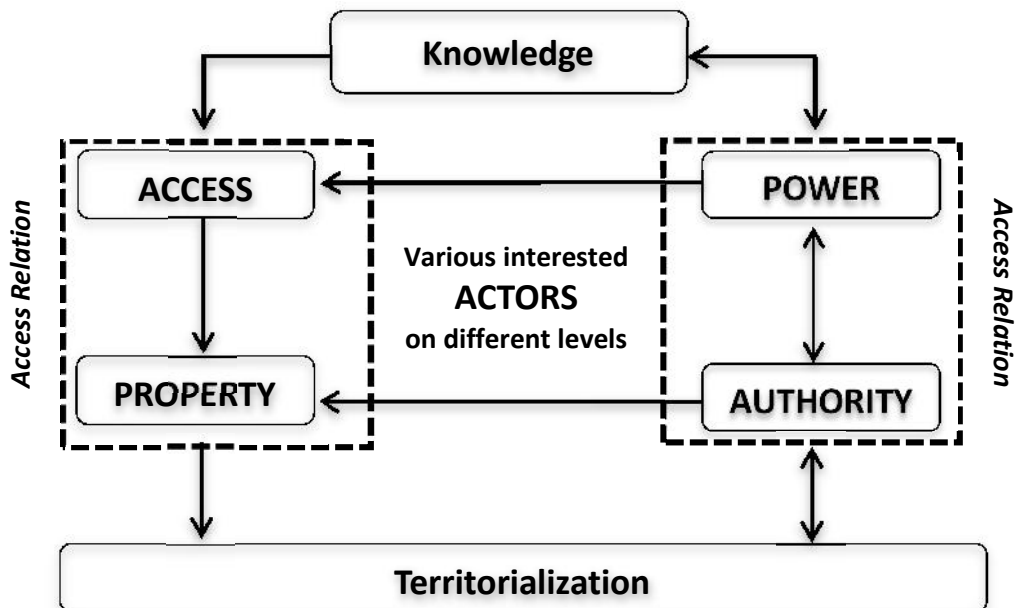 Knowledge
ACCESS
POWER
Access Relation
Various interested
ACTORS
on different levels
Access Relation
PROPERTY
AUTHORITY
Territorialization